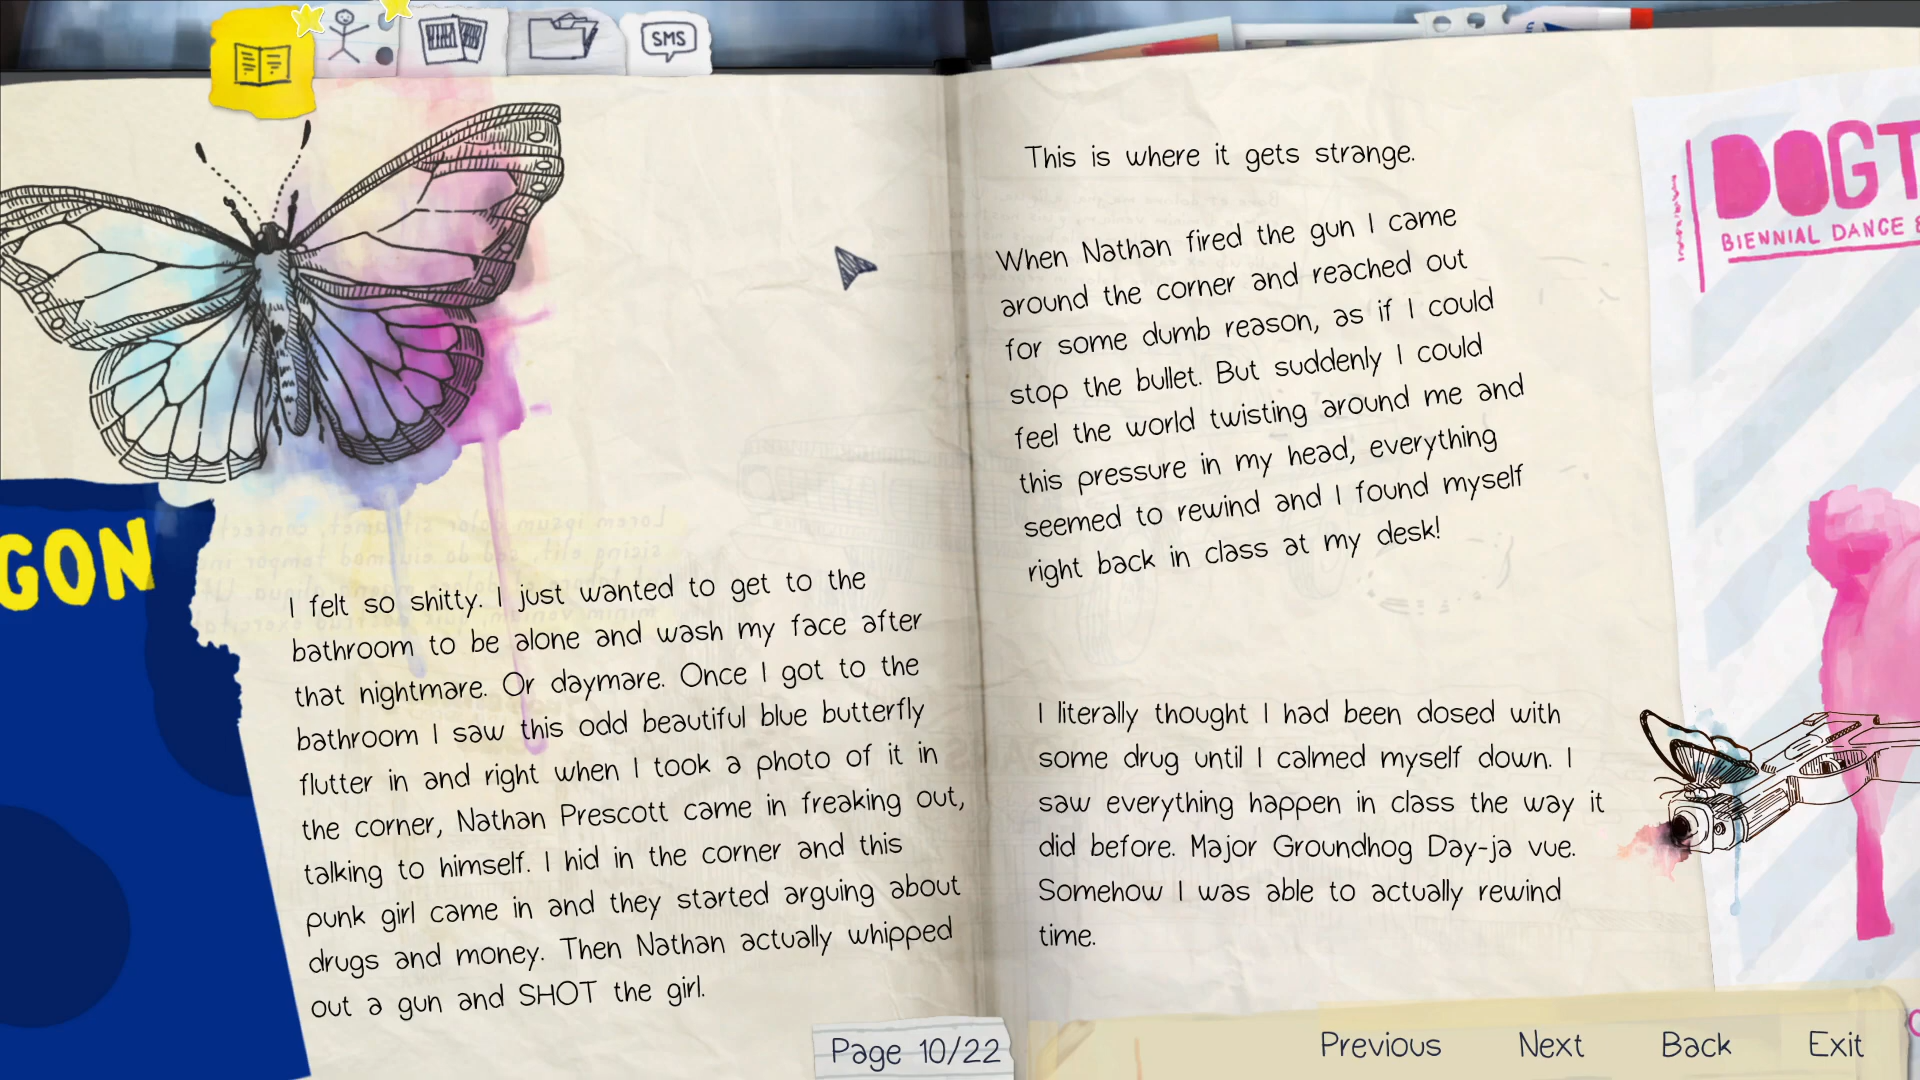 SMS
GON
I felt so shitty. I just wanted to get to the
bathroom to be alone and wash my face after
that nightmare. Or daymare. Once I got to the
bathroom I saw this odd beautiful blue butterfly
flutter in and right when I took a photo of it in
the corner, Nathan Prescott came in freaking out,
talking to himself. I hid in the corner and this
punk girl came in and they started arguing about
drugs and money. Then Nathan actually whipped
out a gun and SHOT the girl.
Page 10/22
This is where it gets strange.
When Nathan fired the gun I came
around the corner and reached out
for some dumb reason, as if I could
stop the bullet. But suddenly I could
feel the world twisting around me and
this pressure in my head, everything
seemed to rewind and I found myself
right back in class at my desk!
I literally thought I had been dosed with
some drug until I calmed myself down. I
saw everything happen in class the way it
did before. Major Groundhog Day-ja vue.
Somehow I was able to actually rewind
time.
DOGT
BIENNIAL DANCE &
Previous Next Back Exit